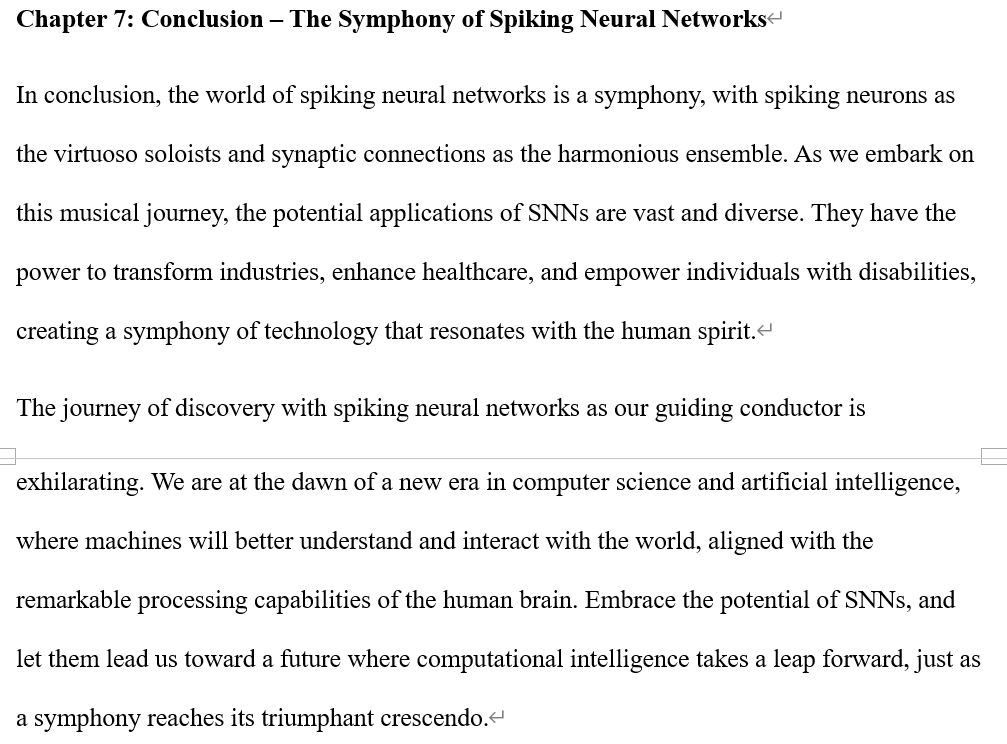 Chapter 7: Conclusion – The Symphony of Spiking Neural Networks
In conclusion, the world of spiking neural networks is a symphony, with spiking neurons as
the virtuoso soloists and synaptic connections as the harmonious ensemble. As we embark on
this musical journey, the potential applications of SNNs are vast and diverse. They have the
power to transform industries, enhance healthcare, and empower individuals with disabilities,
creating a symphony of technology that resonates with the human spirit.
The journey of discovery with spiking neural networks as our guiding conductor is
exhilarating. We are at the dawn of a new era in computer science and artificial intelligence,
where machines will better understand and interact with the world, aligned with the
remarkable processing capabilities of the human brain. Embrace the potential of SNNs, and
let them lead us toward a future where computational intelligence takes a leap forward, just as
a symphony reaches its triumphant crescendo.